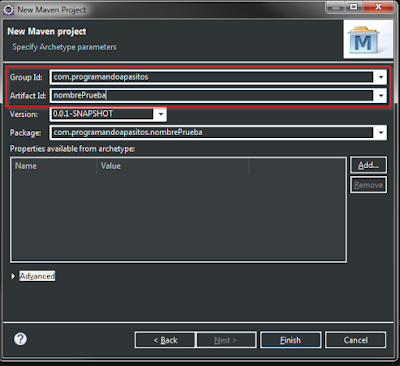 New Maven Project
New Maven project
Specify Archetype parameters
M
Group Id: com.programandoapasitos
Artifact Id: nombrePrueba
Version: 0.0.1-SNAPSHOT
Package: com.programandoapasitos.nombrePrueba
Properties available from archetype:
Name Value
Add...
Remove
Advanced
? < Back Next > Finish Cancel